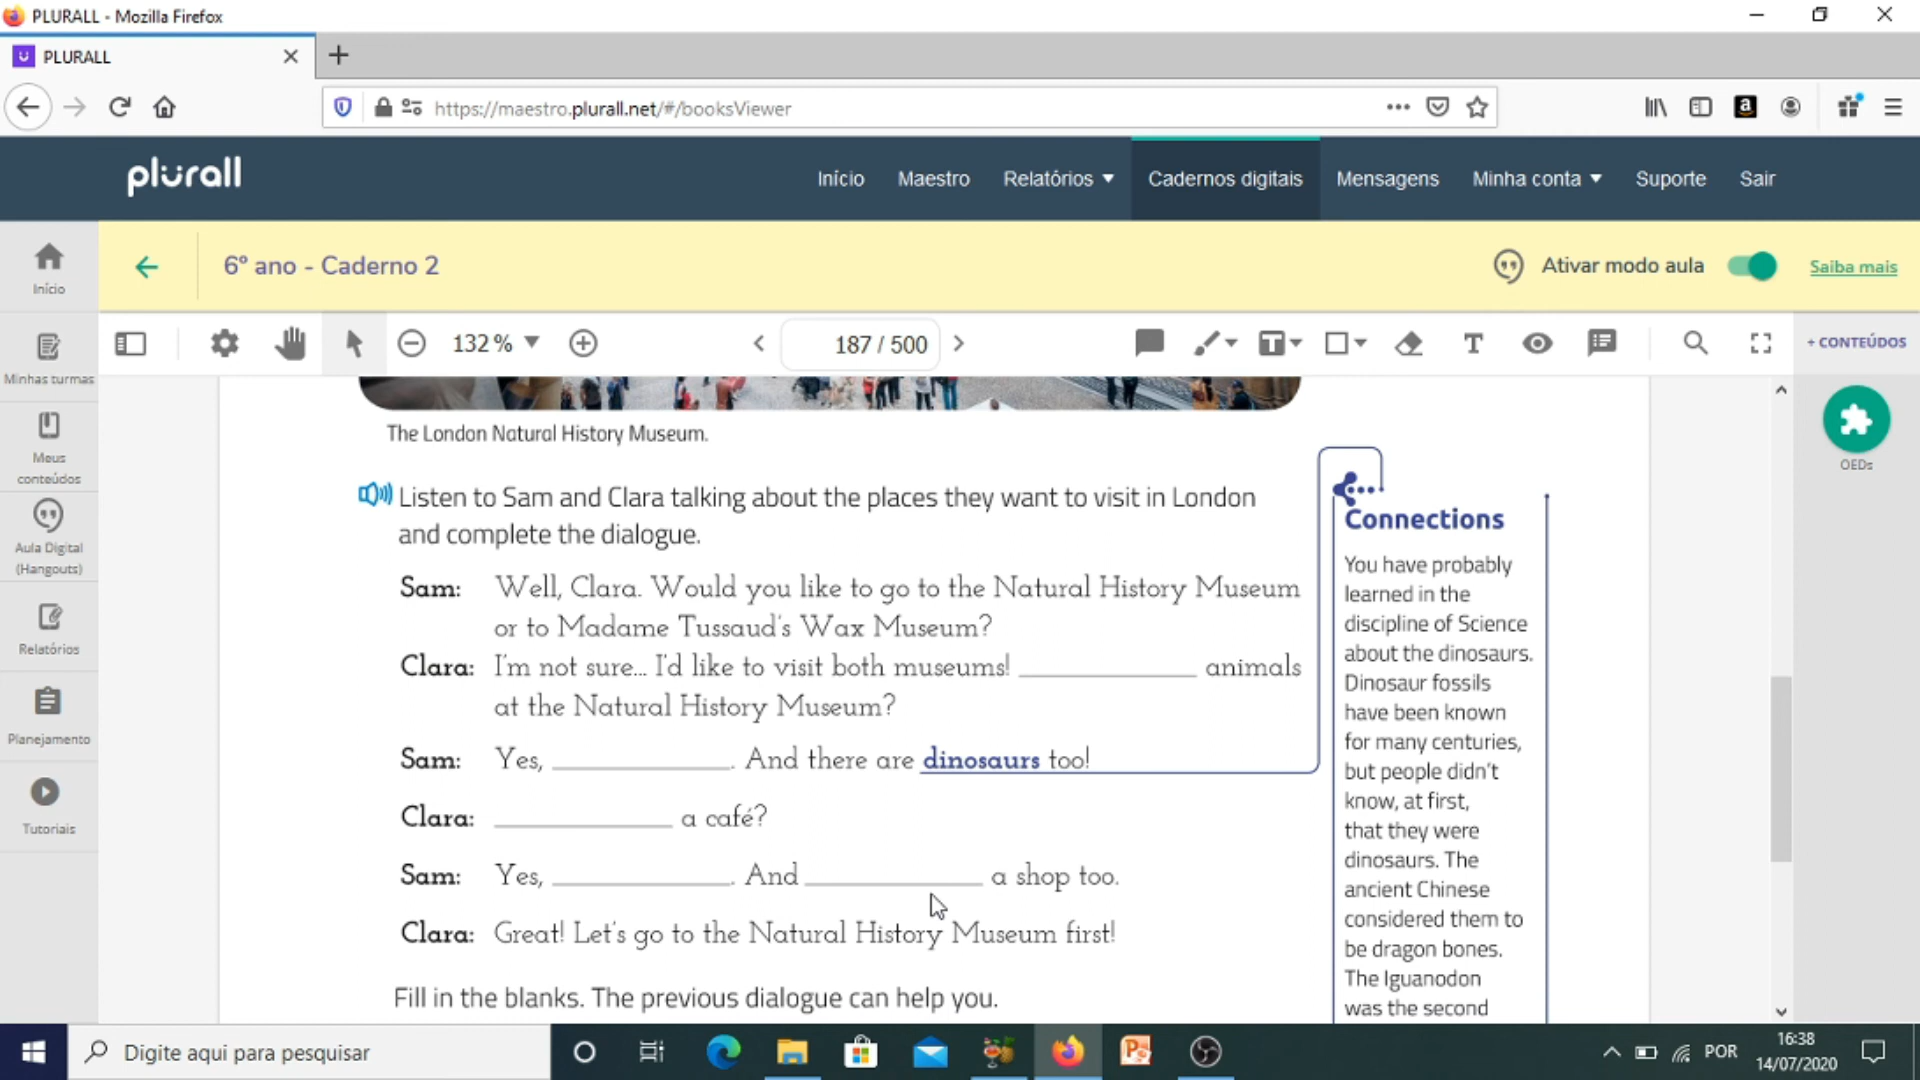 PLURALL - Mozilla Firefox
PLURALL
https://maestro.plurall.net/#/booksViewer
plurall
Início Maestro Relatórios Cadernos digitais Mensagens Minha conta Suporte Sair
6º ano - Caderno 2
Ativar modo aula
Saiba mais
132 %
187 / 500
+ CONTEÚDOS
OEDs
Início
Minhas turmas
Meus
conteúdos
Aula Digital
(Hangouts)
Relatórios
Planejamento
Tutoriais
The London Natural History Museum.
Listen to Sam and Clara talking about the places they want to visit in London
and complete the dialogue.
Sam: Well, Clara. Would you like to go to the Natural History Museum
or to Madame Tussaud's Wax Museum?
Clara: I'm not sure... I'd like to visit both museums! ____________ animals
at the Natural History Museum?
Sam: Yes, ____________. And there are dinosaurs too!
Clara: ____________ a café?
Sam: Yes, ____________. And ____________ a shop too.
Clara: Great! Let's go to the Natural History Museum first!
Fill in the blanks. The previous dialogue can help you.
Connections
You have probably
learned in the
discipline of Science
about the dinosaurs.
Dinosaur fossils
have been known
for many centuries,
but people didn't
know, at first,
that they were
dinosaurs. The
ancient Chinese
considered them to
be dragon bones.
The Iguanodon
was the second
Digite aqui para pesquisar
POR
16:38
14/07/2020